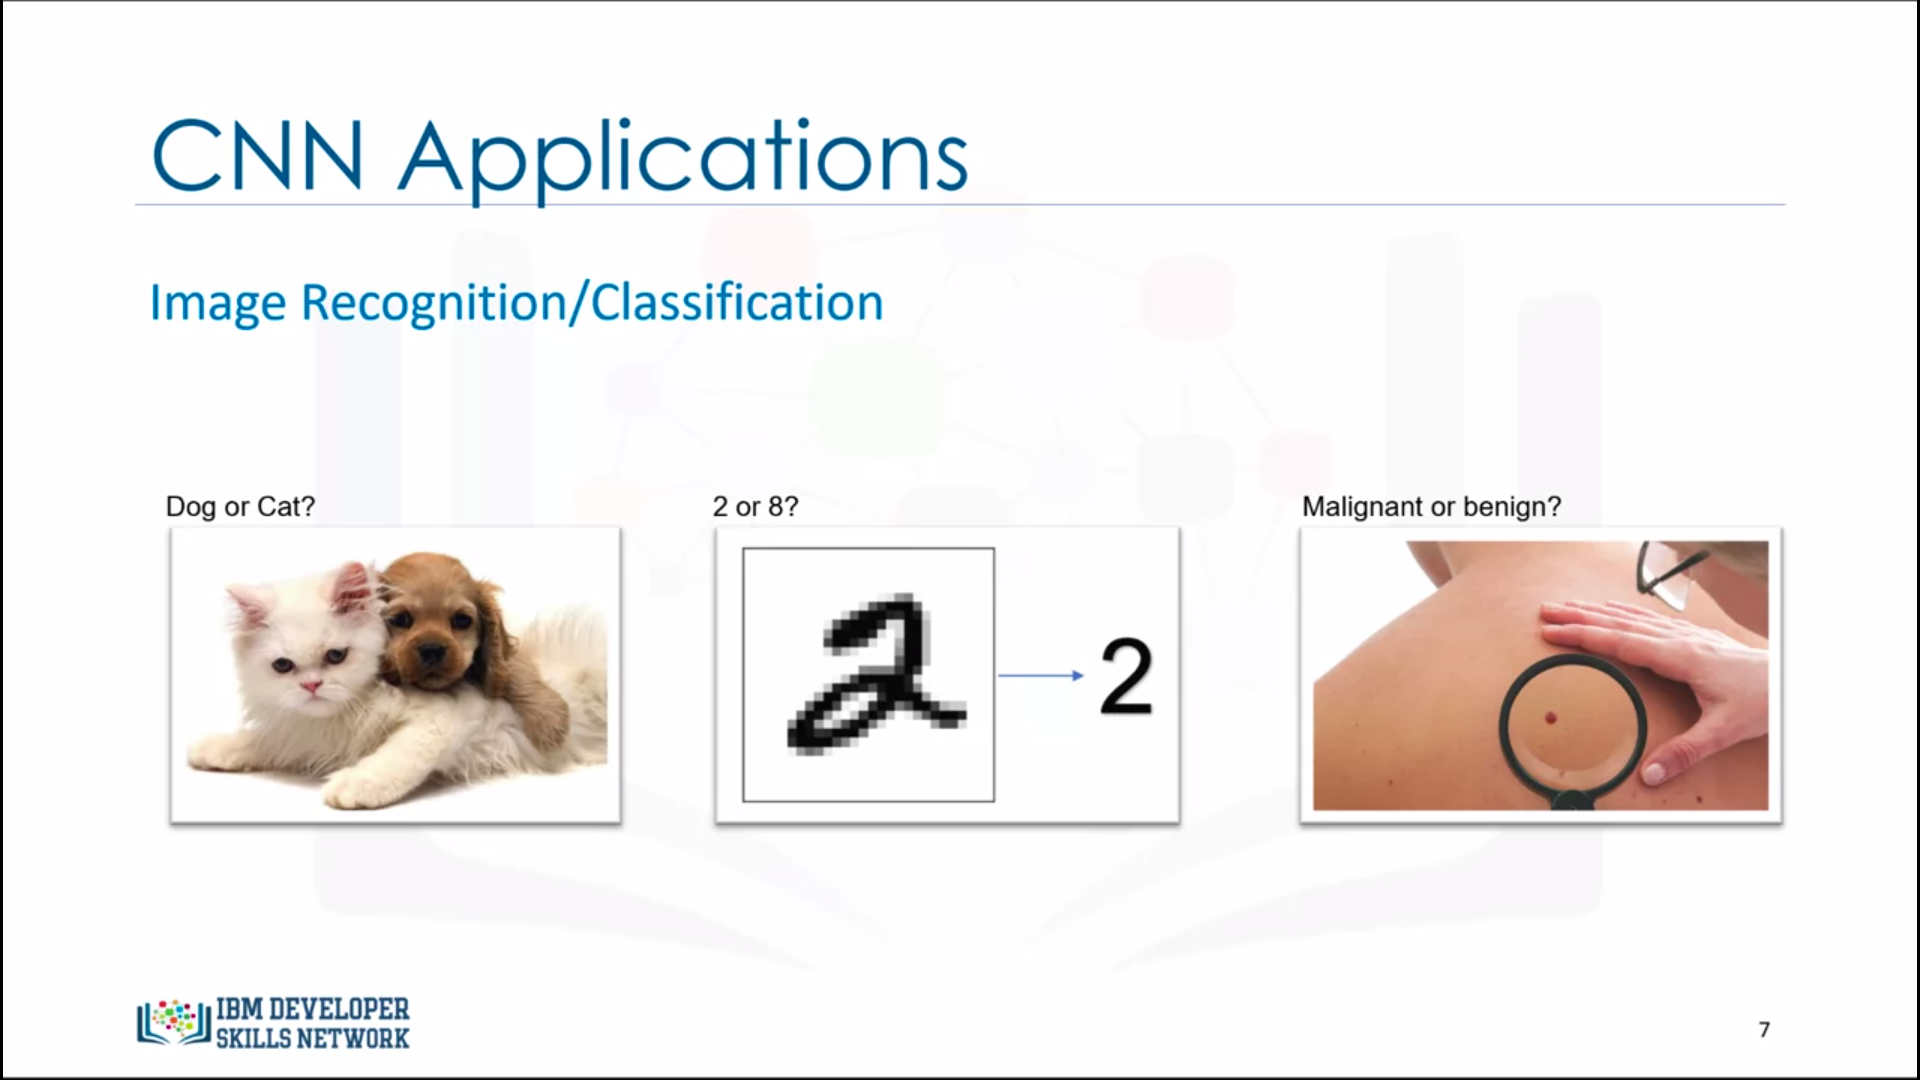 CNN Applications
Image Recognition/Classification
Dog or Cat?
2 or 8?
Malignant or benign?
2
2
IBM DEVELOPER
SKILLS NETWORK
7